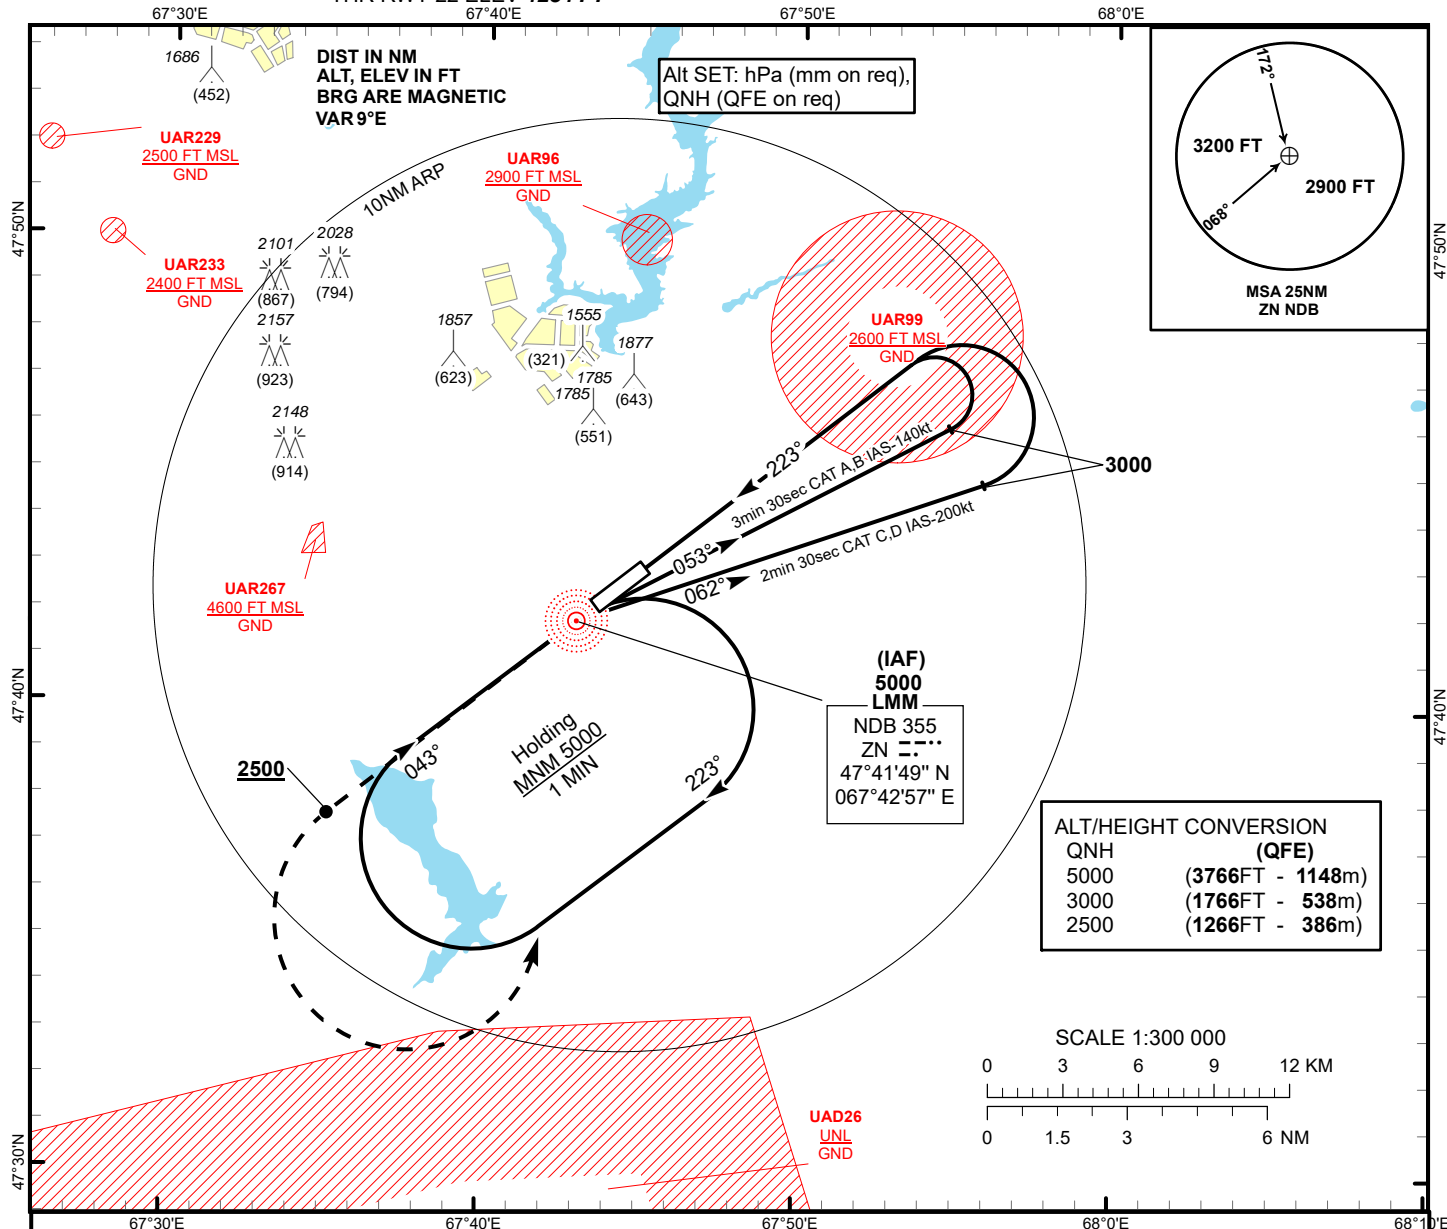 67°30'E
67°40'E
67°50'E
68°0'E
1686
(452)
DIST IN NM
ALT, ELEV IN FT
BRG ARE MAGNETIC
VAR 9°E
Alt SET: hPa (mm on req),
QNH (QFE on req)
172°
3200 FT
2900 FT
068°
MSA 25NM
ZN NDB
UAR229
2500 FT MSL
GND
UAR96
2900 FT MSL
GND
10NM ARP
47°50'N
47°50'N
UAR233
2400 FT MSL
GND
2101
(867)
2028
(794)
2157
(923)
2148
(914)
1857
(623)
1555
(321)
1877
(643)
1785
1785
(551)
UAR99
2600 FT MSL
GND
223°
3min 30sec CAT A,B IAS-140kt
3000
053°
062°
2min 30sec CAT C,D IAS-200kt
UAR267
4600 FT MSL
GND
(IAF)
5000
LMM
NDB 355
ZN
47°41'49" N
067°42'57" E
47°40'N
47°40'N
Holding
MNM 5000
1 MIN
043°
223°
2500
ALT/HEIGHT CONVERSION
QNH (QFE)
5000 (3766FT - 1148m)
3000 (1766FT - 538m)
2500 (1266FT - 386m)
SCALE 1:300 000
0 3 6 9 12 KM
0 1.5 3 6 NM
UAD26
UNL
GND
47°30'N
47°30'N
67°30'E
67°40'E
67°50'E
68°0'E
68°10'E